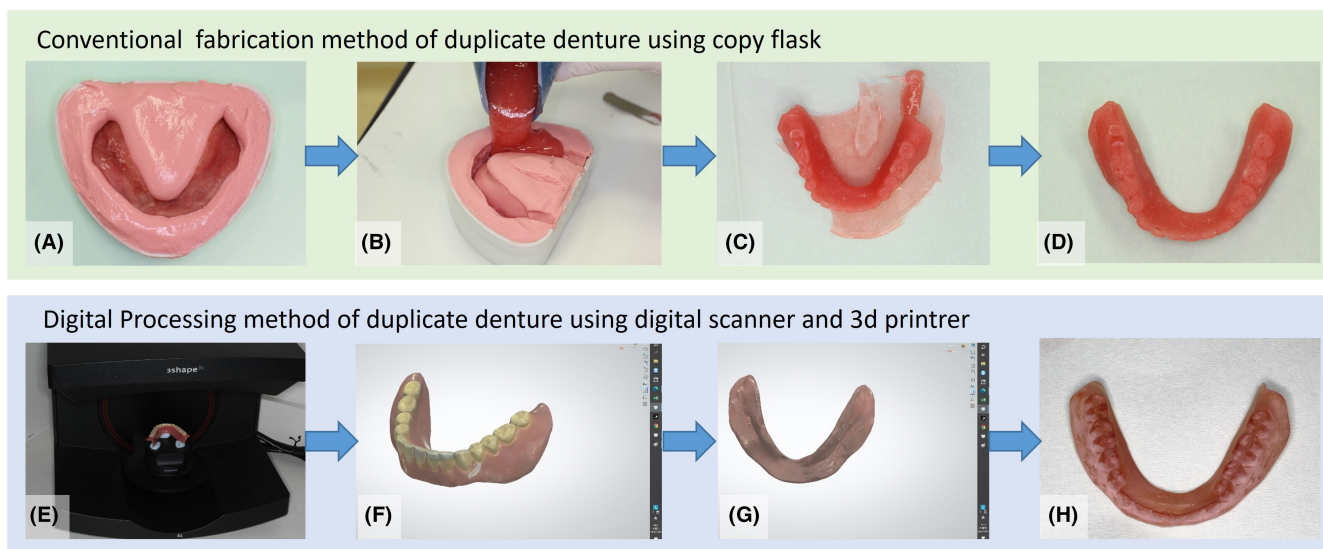 Conventional fabrication method of duplicate denture using copy flask
(A)
(B)
(C)
(D)
Digital Processing method of duplicate denture using digital scanner and 3d printrer
3shape
(E)
(F)
(G)
(H)